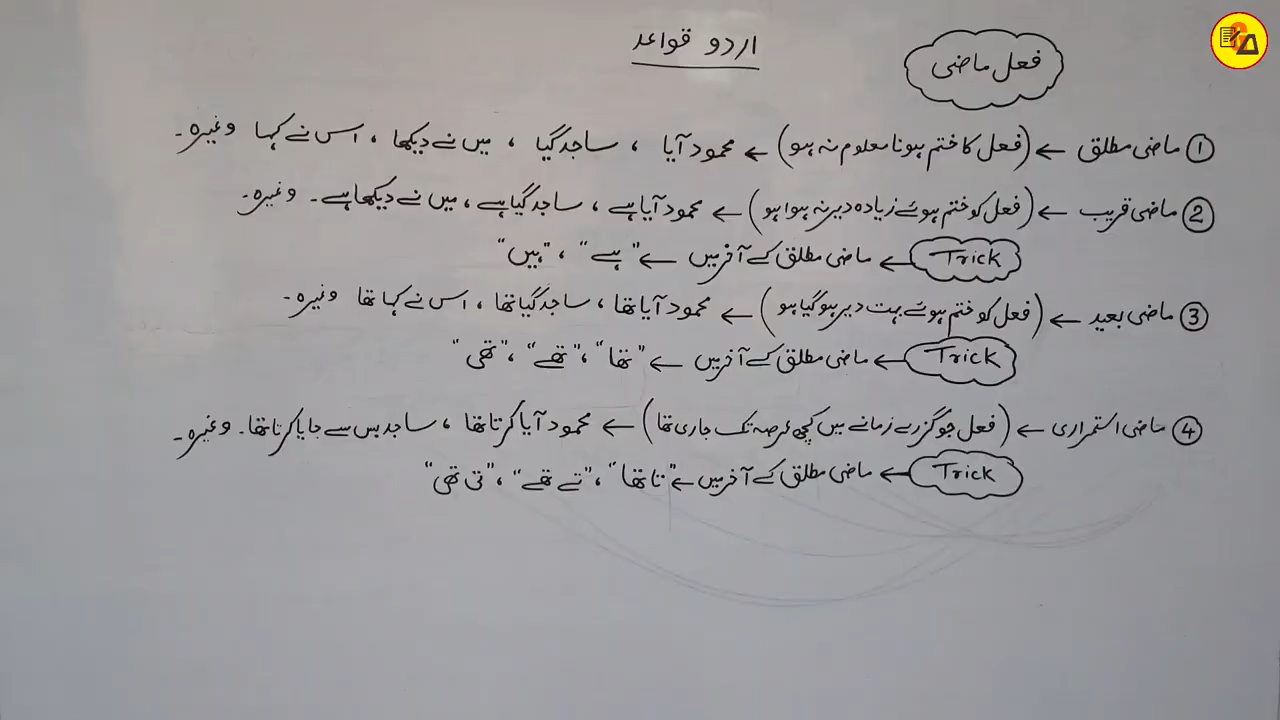 اردو قواعد
فعل ماضی
① ماضی مطلق ← (فعل کا ختم ہونا معلوم نہ ہو) ← محمود آیا ، ساجد گیا ، میں نے دیکھا ، اس نے کہا وغیرہ۔
② ماضی قریب ← (فعل کو ختم ہوئے زیادہ دیر نہ ہوا ہو) ← محمود آیا ہے ، ساجد گیا ہے ، میں نے دیکھا ہے۔ وغیرہ۔
Trick ← ماضی مطلق کے آخر میں ← "ہے" ، "ہیں"
③ ماضی بعید ← (فعل کو ختم ہوئے بہت دیر ہو گیا ہو) ← محمود آیا تھا ، ساجد گیا تھا ، اس نے کہا تھا وغیرہ۔
Trick ← ماضی مطلق کے آخر میں ← "تھا" ، "تھے" ، "تھی"
④ ماضی استمراری ← (فعل جو گزرے زمانے میں کچھ عرصہ تک جاری تھا) ← محمود آیا کرتا تھا ، ساجد بس سے جایا کرتا تھا۔ وغیرہ۔
Trick ← ماضی مطلق کے آخر میں ← "تا تھا" ، "تے تھے" ، "تی تھی"